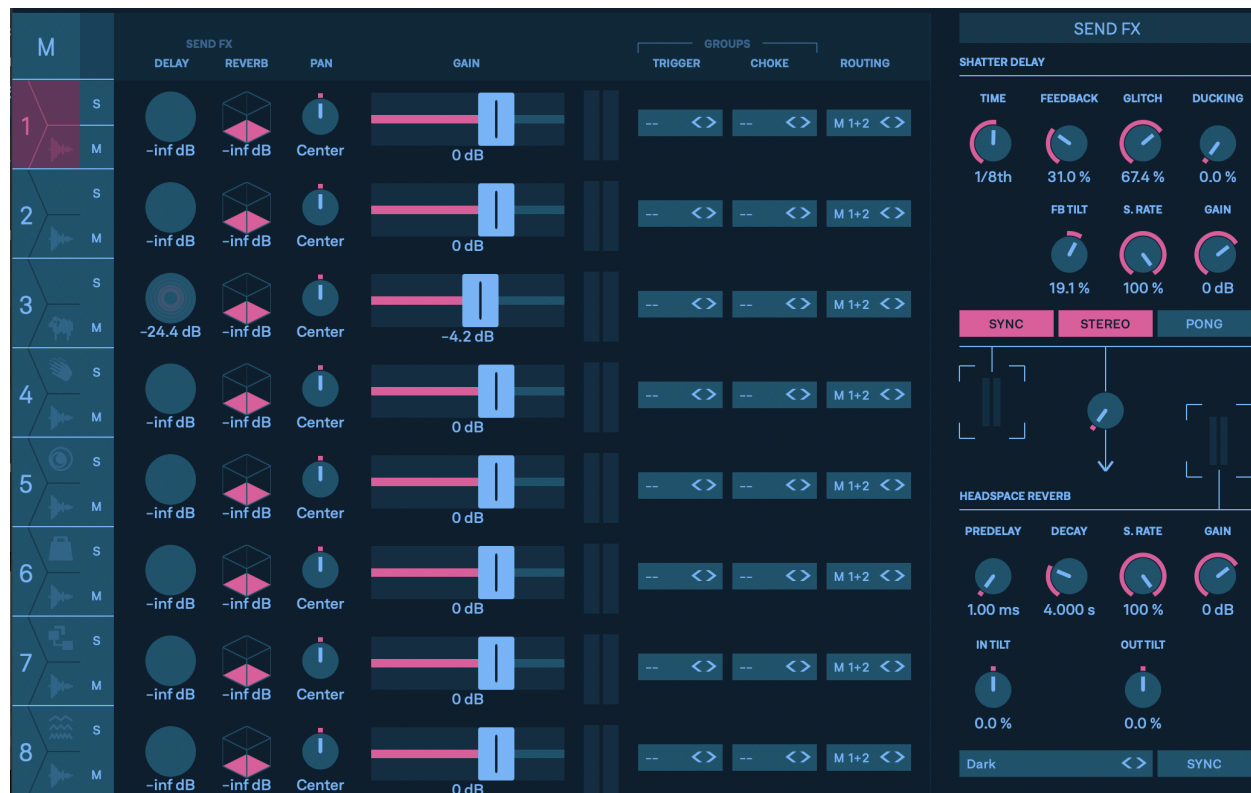 M
SEND FX
DELAY REVERB PAN GAIN
GROUPS
TRIGGER CHOKE ROUTING
1 S M
-inf dB -inf dB Center 0 dB -- -- M 1+2
2 S M
-inf dB -inf dB Center 0 dB -- -- M 1+2
3 S M
-24.4 dB -inf dB Center -4.2 dB -- -- M 1+2
4 S M
-inf dB -inf dB Center 0 dB -- -- M 1+2
5 S M
-inf dB -inf dB Center 0 dB -- -- M 1+2
6 S M
-inf dB -inf dB Center 0 dB -- -- M 1+2
7 S M
-inf dB -inf dB Center 0 dB -- -- M 1+2
8 S M
-inf dB -inf dB Center 0 dB -- -- M 1+2
SEND FX
SHATTER DELAY
TIME FEEDBACK GLITCH DUCKING
1/8th 31.0 % 67.4 % 0.0 %
FB TILT S. RATE GAIN
19.1 % 100 % 0 dB
SYNC STEREO PONG
HEADSPACE REVERB
PREDELAY DECAY S. RATE GAIN
1.00 ms 4.000 s 100 % 0 dB
IN TILT OUT TILT
0.0 % 0.0 %
Dark SYNC